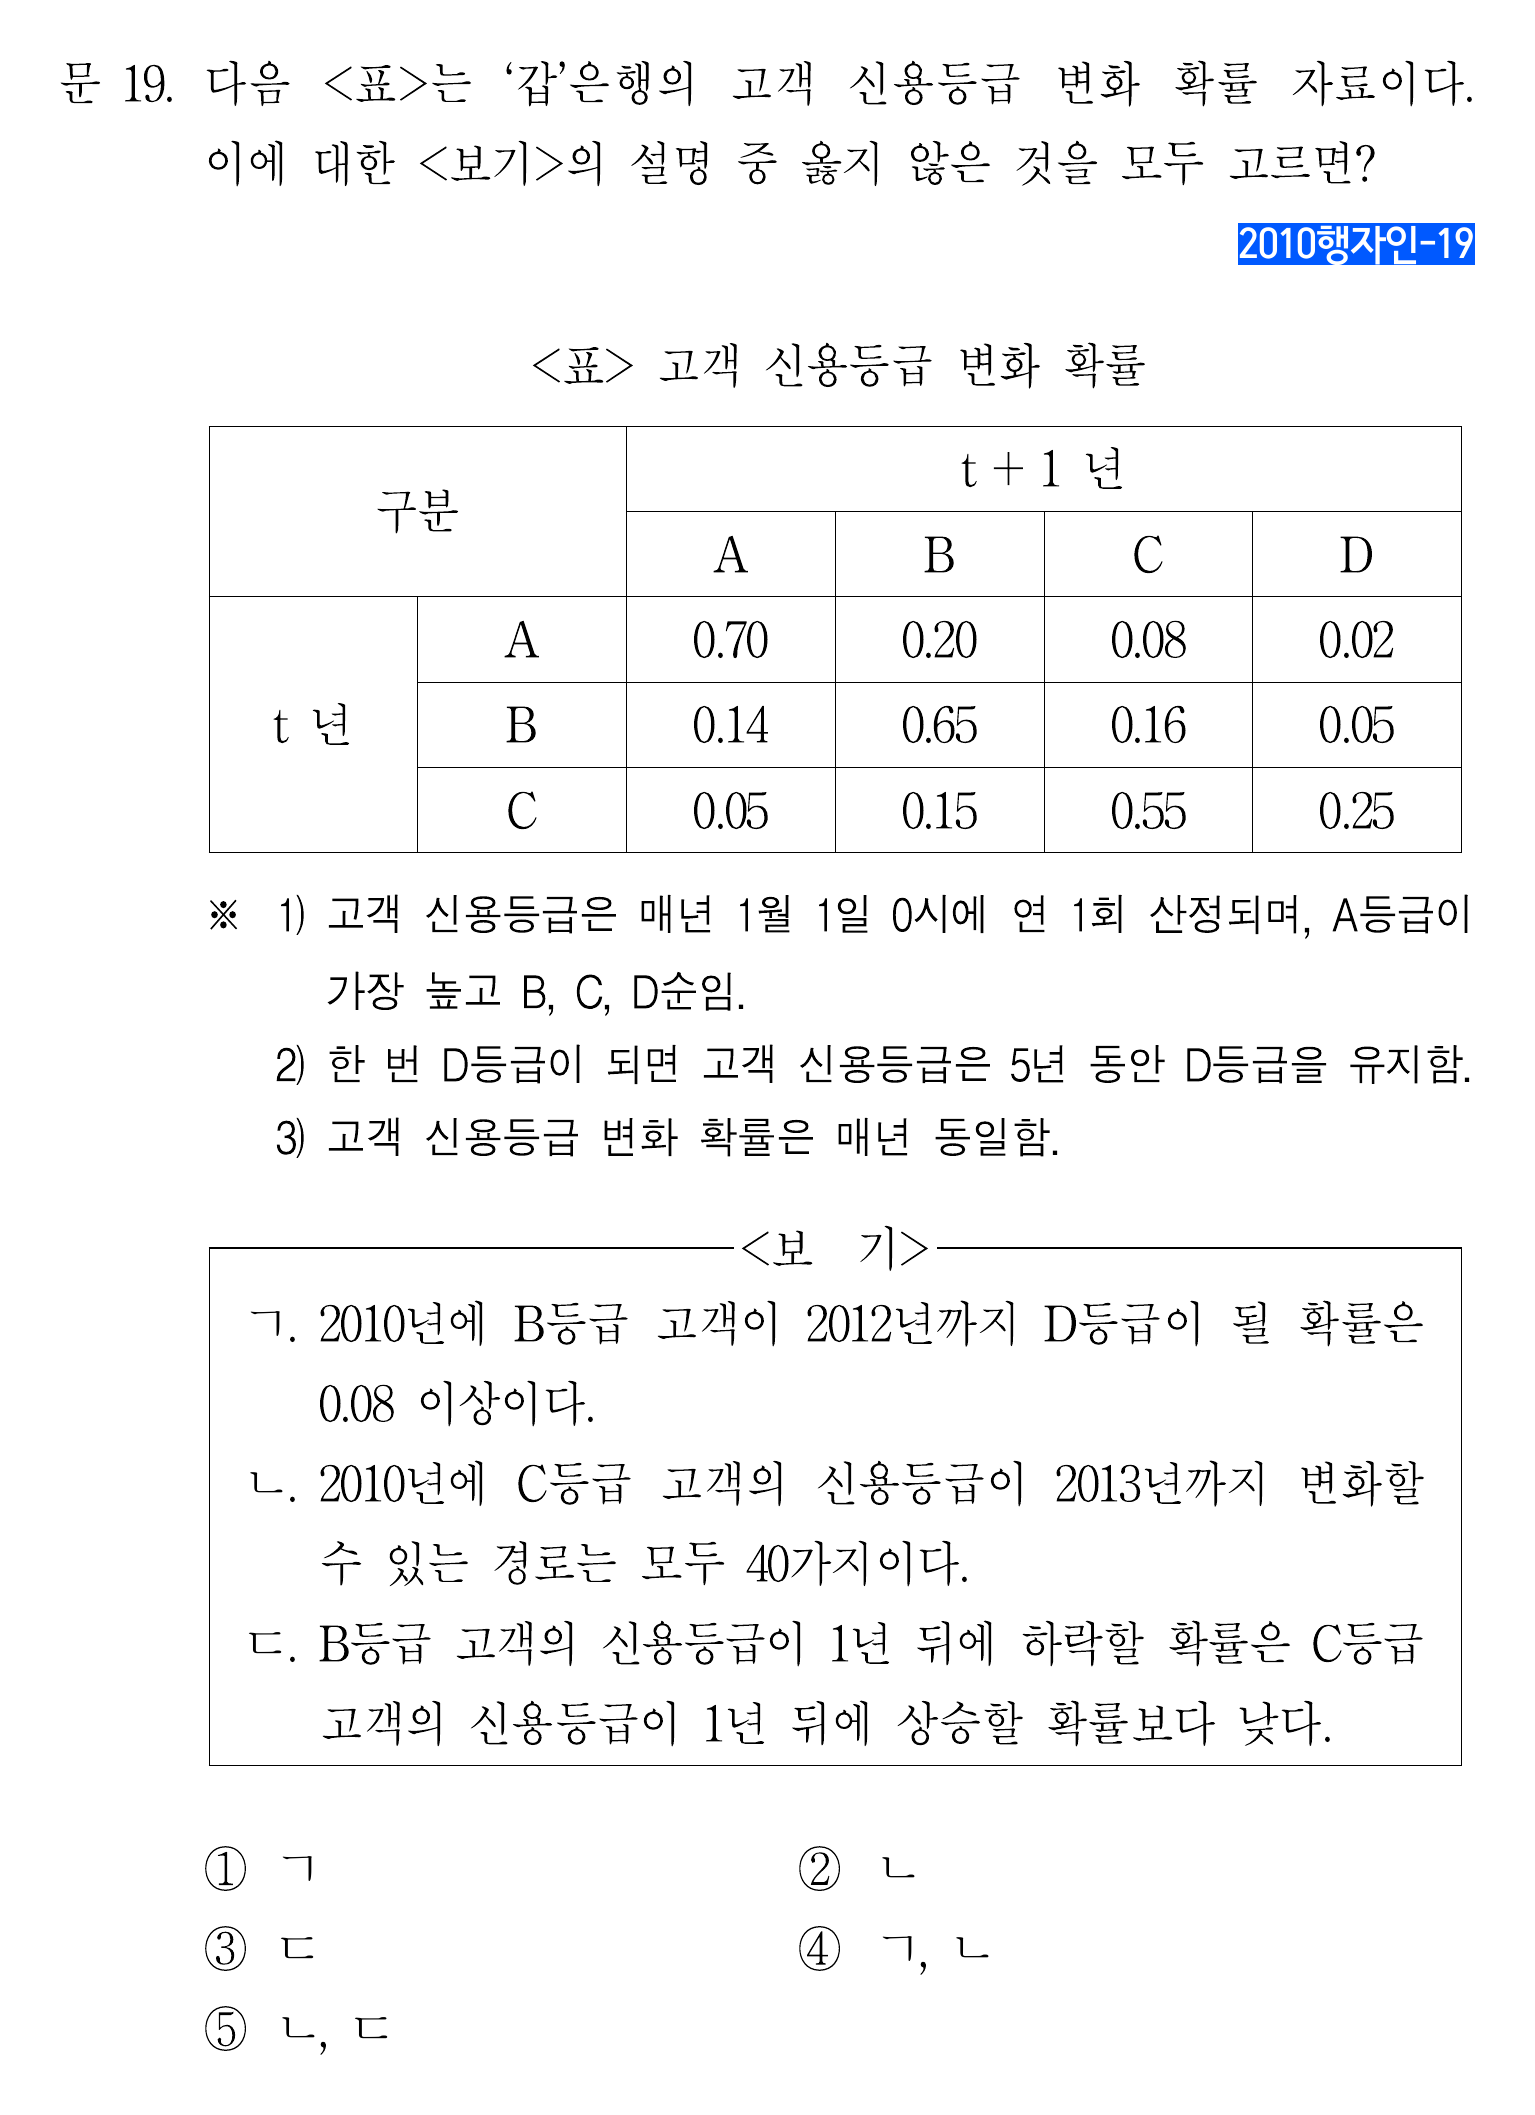 문 19. 다음 <표>는 ‘갑’은행의 고객 신용등급 변화 확률 자료이다.
이에 대한 <보기>의 설명 중 옳지 않은 것을 모두 고르면?
2010행자인-19
<표> 고객 신용등급 변화 확률
구분 t + 1 년
A B C D
t 년 A 0.70 0.20 0.08 0.02
B 0.14 0.65 0.16 0.05
C 0.05 0.15 0.55 0.25
※ 1) 고객 신용등급은 매년 1월 1일 0시에 연 1회 산정되며, A등급이
가장 높고 B, C, D순임.
2) 한 번 D등급이 되면 고객 신용등급은 5년 동안 D등급을 유지함.
3) 고객 신용등급 변화 확률은 매년 동일함.
<보 기>
ㄱ. 2010년에 B등급 고객이 2012년까지 D등급이 될 확률은
0.08 이상이다.
ㄴ. 2010년에 C등급 고객의 신용등급이 2013년까지 변화할
수 있는 경로는 모두 40가지이다.
ㄷ. B등급 고객의 신용등급이 1년 뒤에 하락할 확률은 C등급
고객의 신용등급이 1년 뒤에 상승할 확률보다 낮다.
① ㄱ ② ㄴ
③ ㄷ ④ ㄱ, ㄴ
⑤ ㄴ, ㄷ